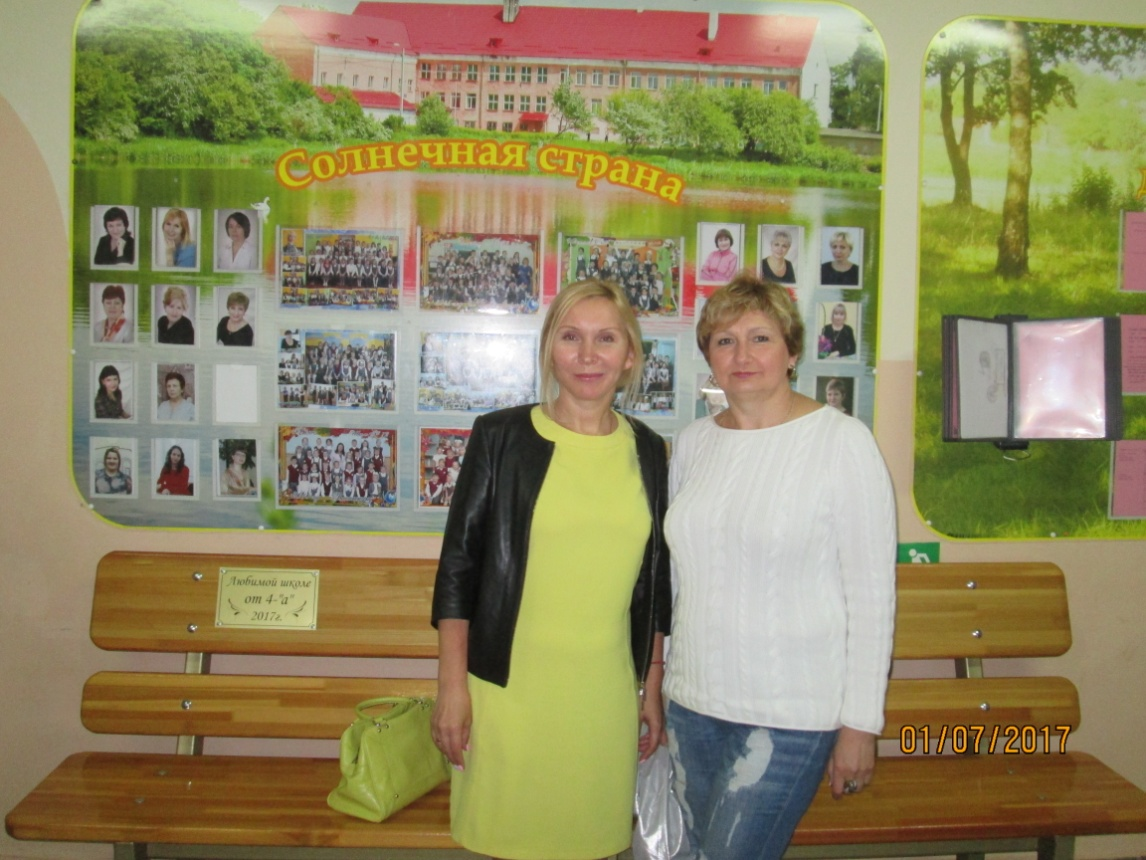 Солнечная страна
Любимой школе
от 4-"а"
2017г.
01/07/2017